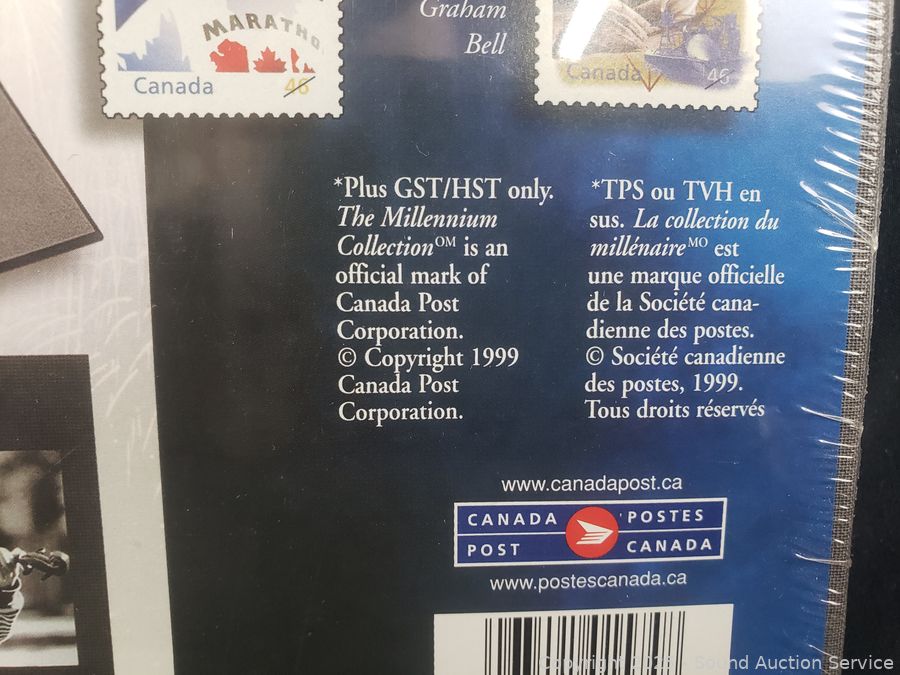 Graham
Bell
MARATHO
Canada
46
Canada
46
*Plus GST/HST only.
The Millennium
Collection OM is an
official mark of
Canada Post
Corporation.
© Copyright 1999
Canada Post
Corporation.
*TPS ou TVH en
sus. La collection du
millénaire MO est
une marque officielle
de la Société cana-
dienne des postes.
© Société canadienne
des postes, 1999.
Tous droits réservés
www.canadapost.ca
CANADA POSTES
POST CANADA
www.postescanada.ca
Sound Auction Service